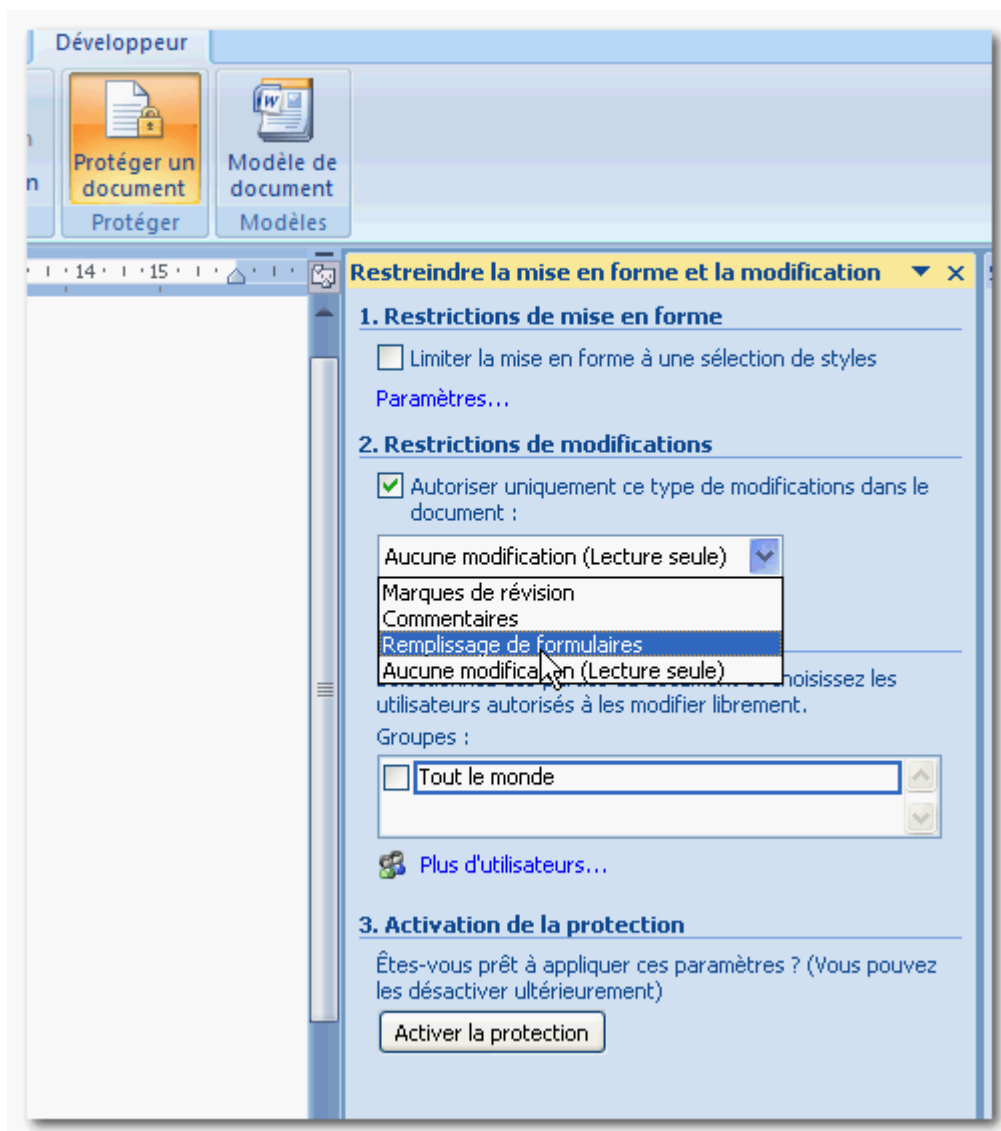 Développeur
n
n
Protéger un
document
Modèle de
document
Protéger
Modèles
14 15
Restreindre la mise en forme et la modification
1. Restrictions de mise en forme
Limiter la mise en forme à une sélection de styles
Paramètres...
2. Restrictions de modifications
Autoriser uniquement ce type de modifications dans le
document :
Aucune modification (Lecture seule)
Marques de révision
Commentaires
Remplissage de formulaires
Aucune modification (Lecture seule)
choisissez les
utilisateurs autorisés à les modifier librement.
Groupes :
Tout le monde
Plus d'utilisateurs...
3. Activation de la protection
Êtes-vous prêt à appliquer ces paramètres ? (Vous pouvez
les désactiver ultérieurement)
Activer la protection